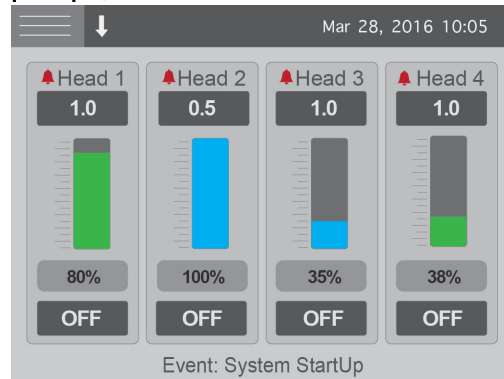 Mar 28, 2016 10:05
Head 1 Head 2 Head 3 Head 4
1.0 0.5 1.0 1.0
80% 100% 35% 38%
OFF OFF OFF OFF
Event: System StartUp